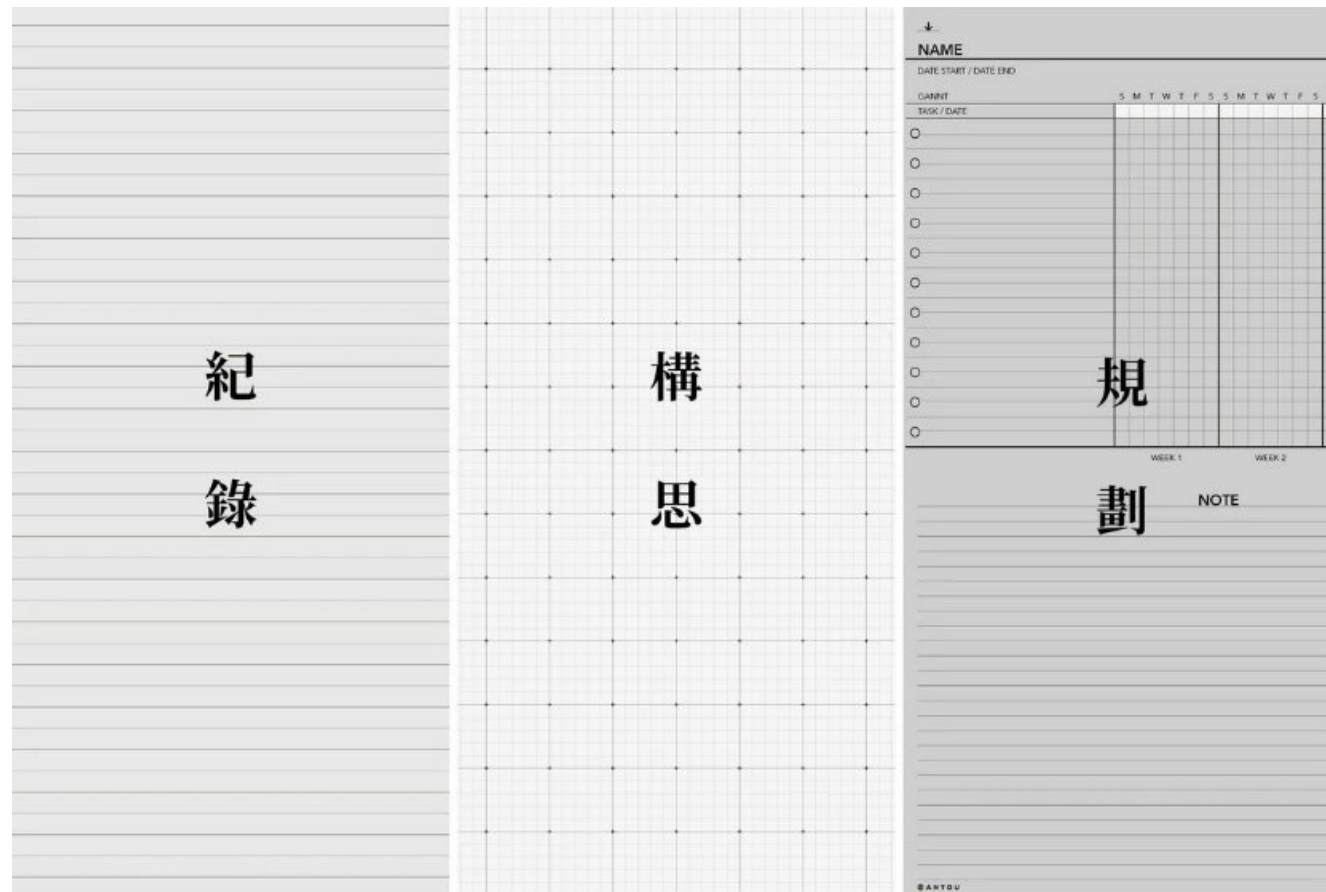 紀錄
構思
規劃
NAME
DATE START / DATE END
GANNT
S M T W T F S S M T W T F S
TASK / DATE
WEEK 1
WEEK 2
NOTE
©ANTOU